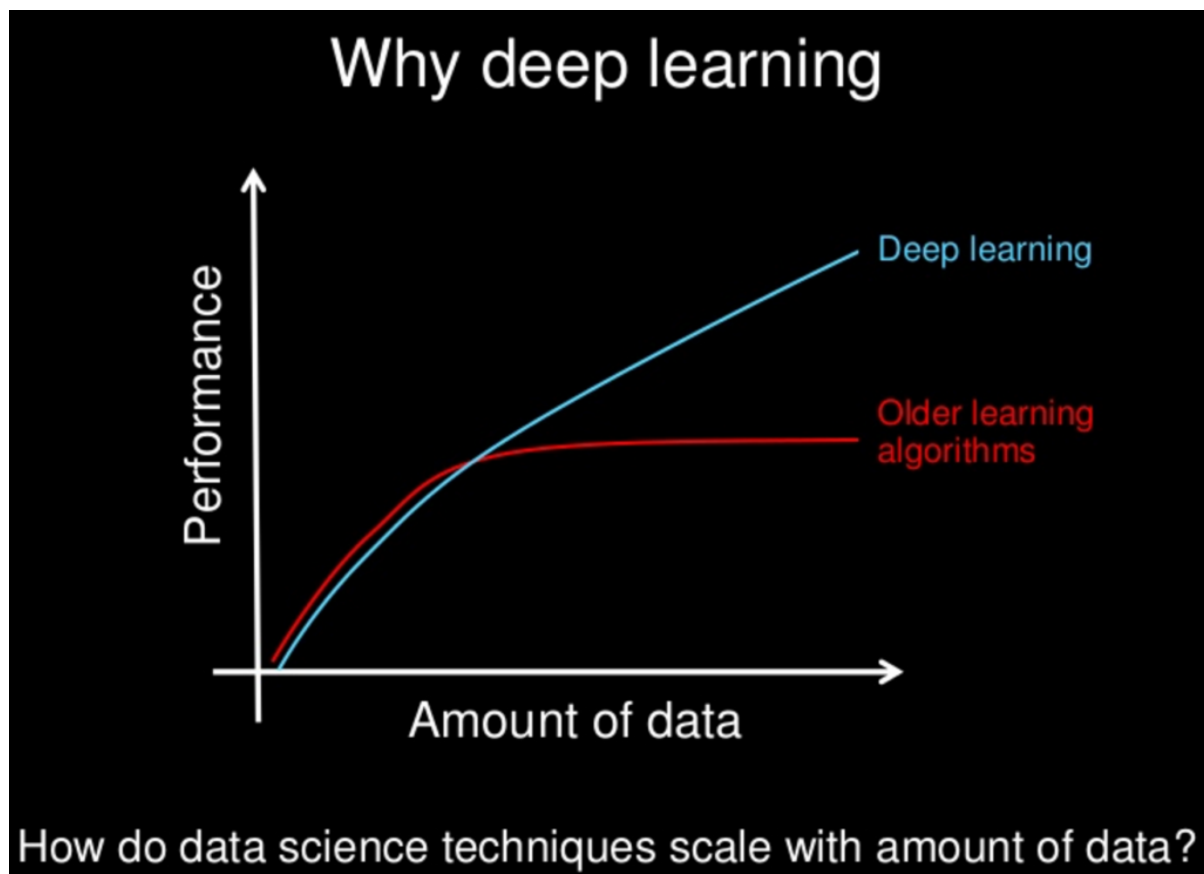 Why deep learning
Performance
Deep learning
Older learning
algorithms
Amount of data
How do data science techniques scale with amount of data?